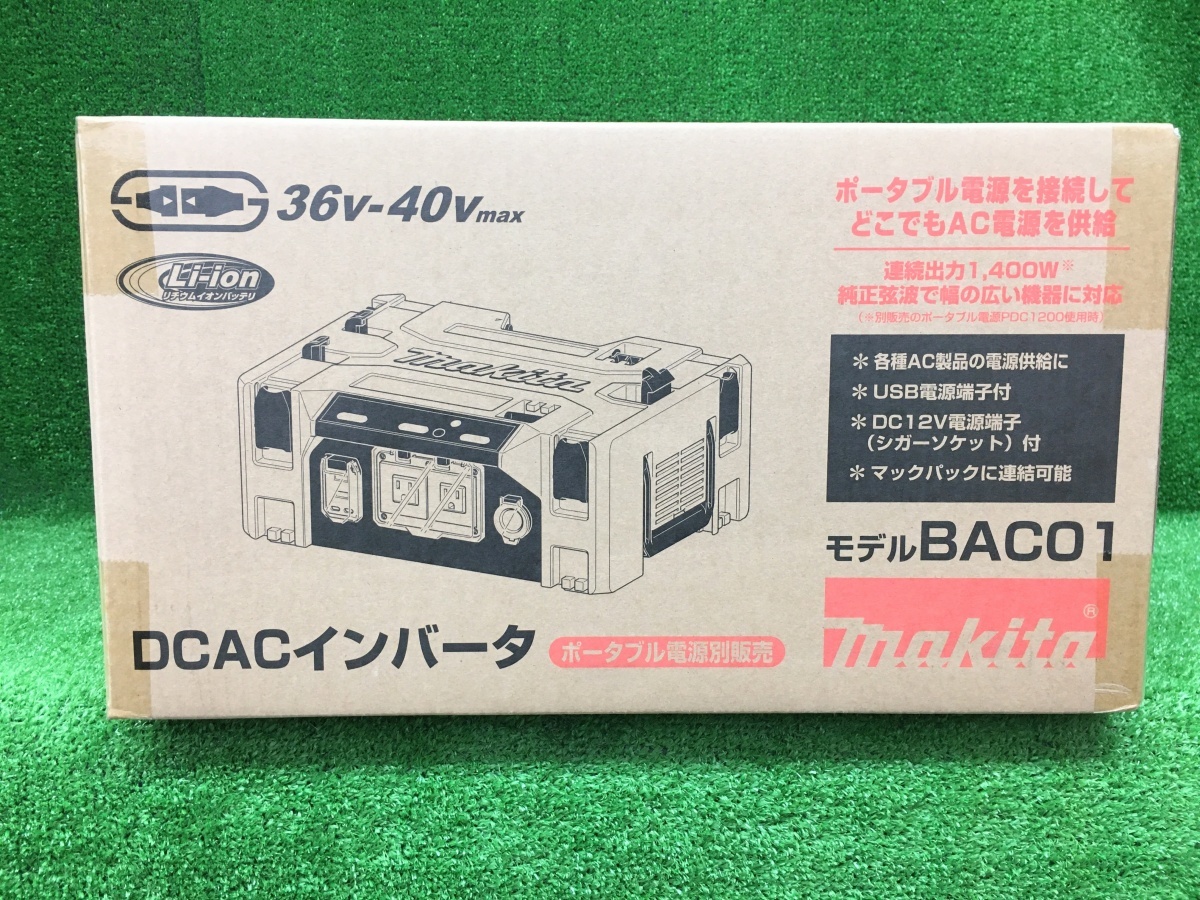 36V-40Vmax
Li-ion
リチウムイオンバッテリ
makita
ポータブル電源を接続して
どこでもAC電源を供給
連続出力1,400W※
純正弦波で幅の広い機器に対応
(※別販売のポータブル電源PDC1200使用時)
＊各種AC製品の電源供給に
＊USB電源端子付
＊DC12V電源端子
(シガーソケット)付
＊マックパックに連結可能
モデルBAC01
makita®
DCACインバータ
ポータブル電源別販売